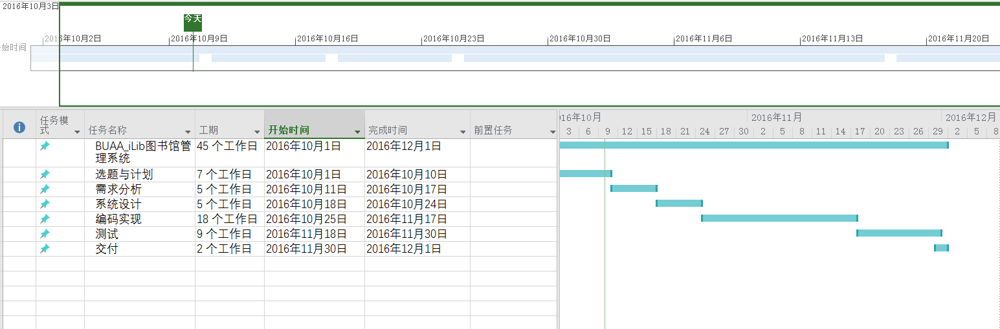 2016年10月3日
今天
2016年10月2日 2016年10月9日 2016年10月16日 2016年10月23日 2016年10月30日 2016年11月6日 2016年11月13日 2016年11月20日
始时间
任务模式 任务名称 工期 开始时间 完成时间 前置任务
16年10月 2016年11月 2016年12月
3 6 9 12 15 18 21 24 27 30 2 5 8 11 14 17 20 23 26 29 2 5 8
BUAA_iLib图书馆管理系统 45 个工作日 2016年10月1日 2016年12月1日
选题与计划 7 个工作日 2016年10月1日 2016年10月10日
需求分析 5 个工作日 2016年10月11日 2016年10月17日
系统设计 5 个工作日 2016年10月18日 2016年10月24日
编码实现 18 个工作日 2016年10月25日 2016年11月17日
测试 9 个工作日 2016年11月18日 2016年11月30日
交付 2 个工作日 2016年11月30日 2016年12月1日